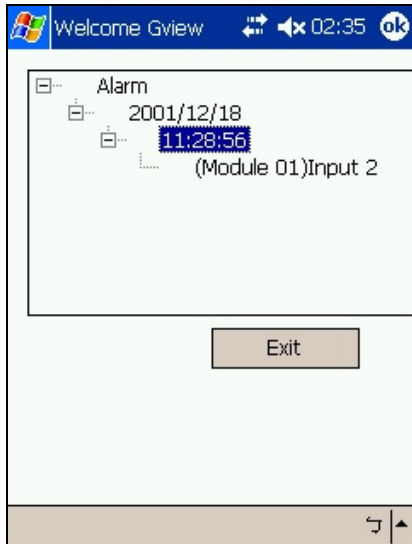 Welcome Gview 02:35 ok
Alarm
2001/12/18
11:28:56
(Module 01)Input 2
Exit